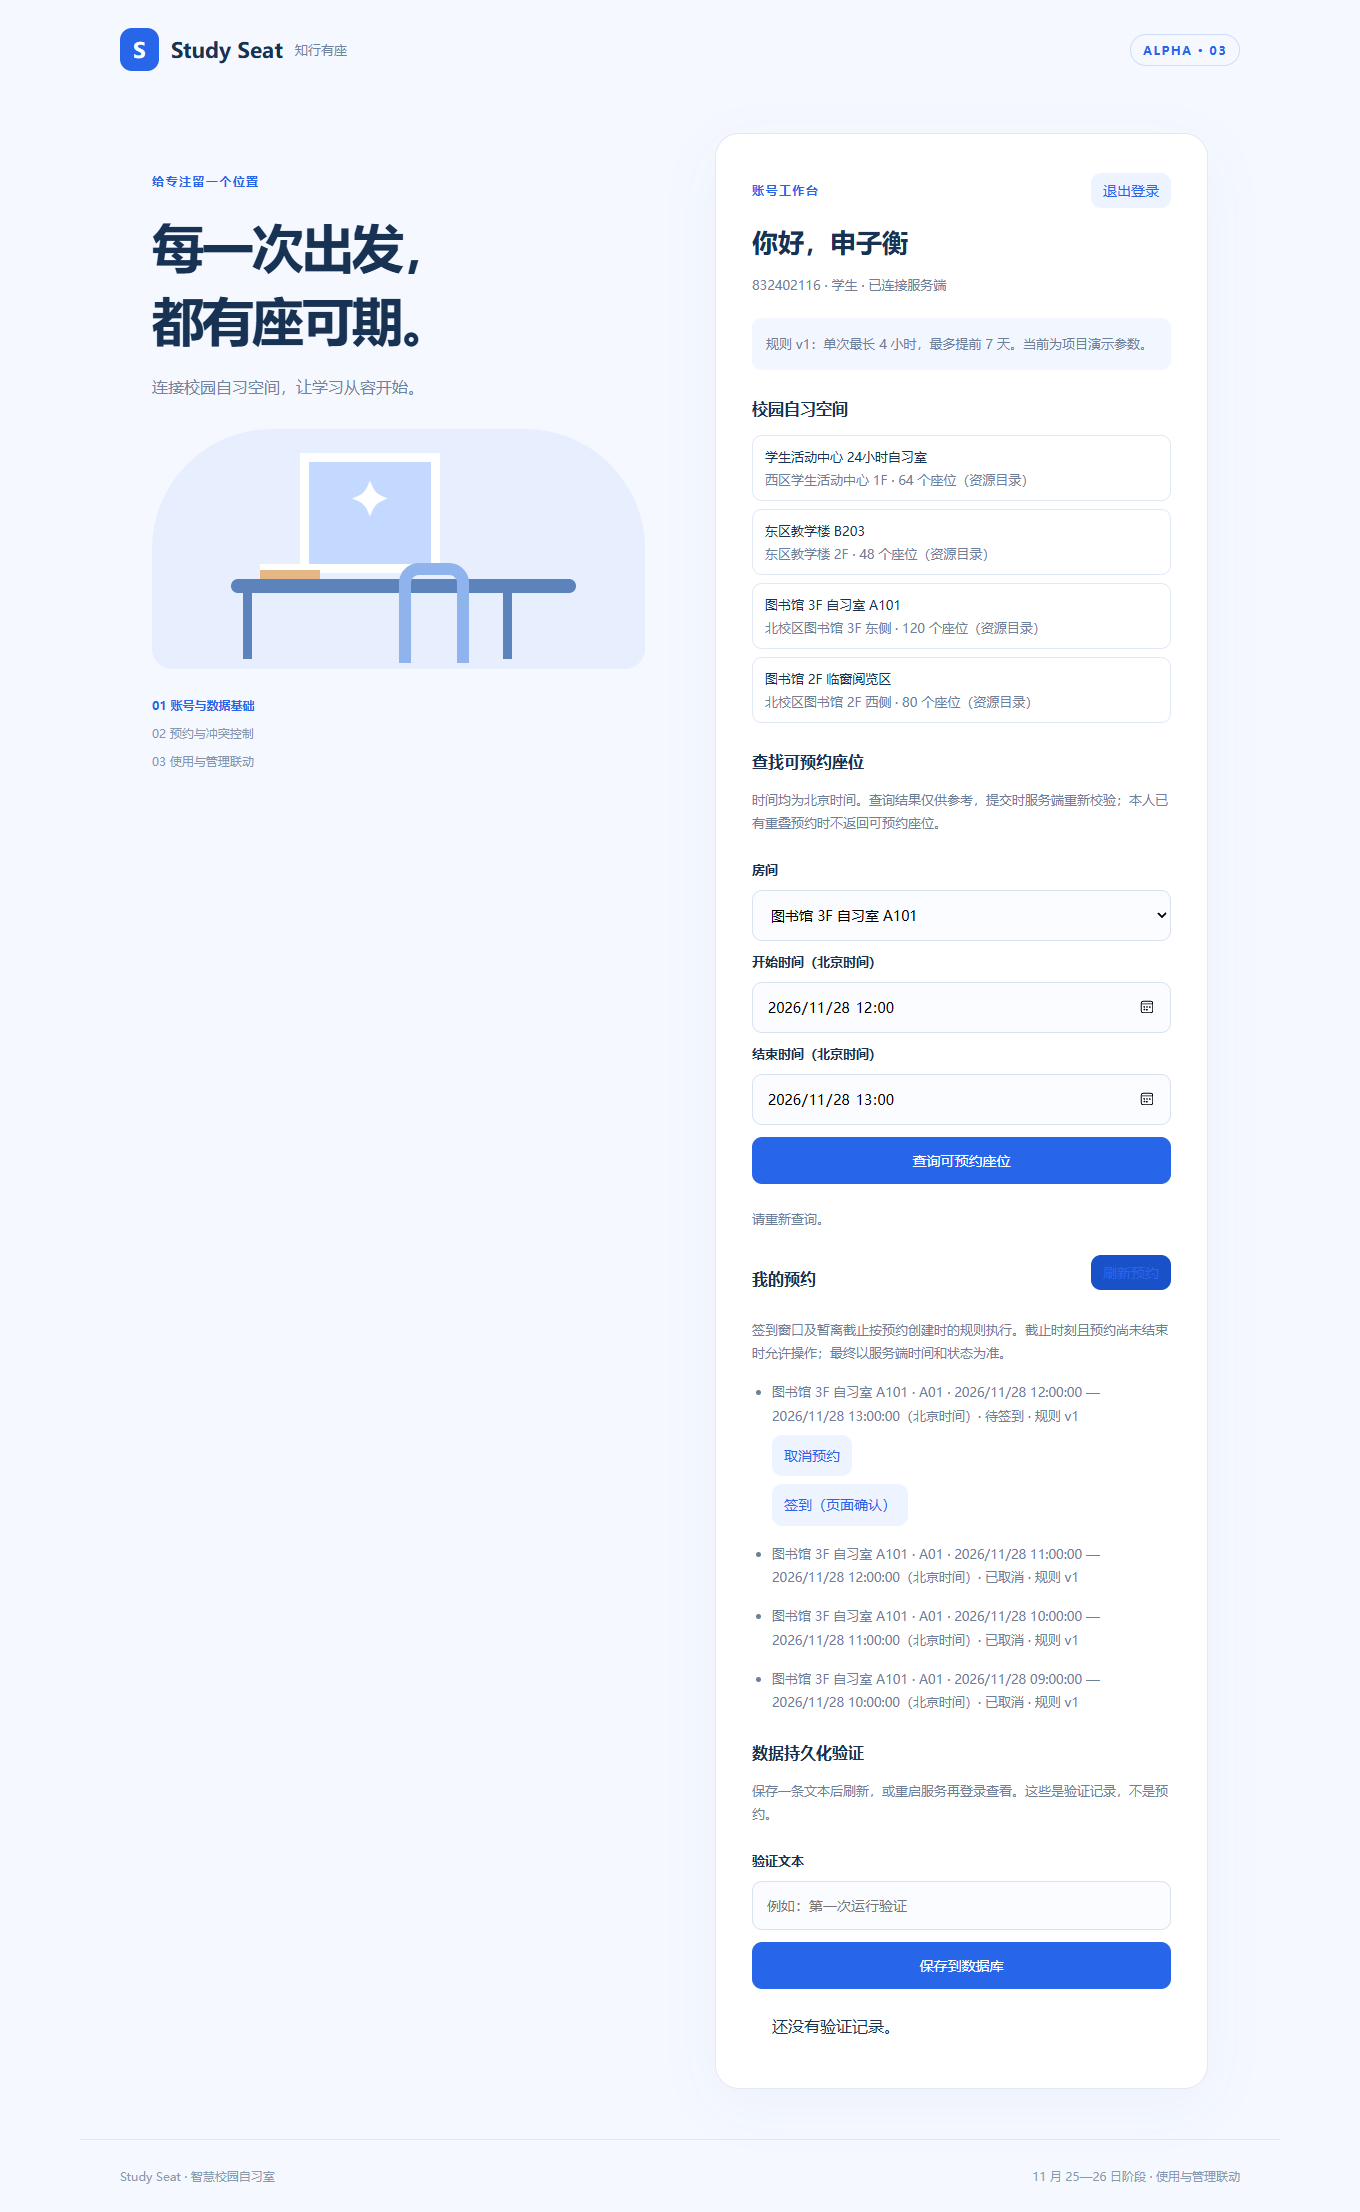 S Study Seat 知行有座
ALPHA • 03
给专注留一个位置
每一次出发，
都有座可期。
连接校园自习空间，让学习从容开始。
01 账号与数据基础
02 预约与冲突控制
03 使用与管理联动
账号工作台
退出登录
你好，申子衡
832402116 · 学生 · 已连接服务端
规则 v1：单次最长 4 小时，最多提前 7 天。当前为项目演示参数。
校园自习空间
学生活动中心 24小时自习室
西区学生活动中心 1F · 64 个座位（资源目录）
东区教学楼 B203
东区教学楼 2F · 48 个座位（资源目录）
图书馆 3F 自习室 A101
北校区图书馆 3F 东侧 · 120 个座位（资源目录）
图书馆 2F 临窗阅览区
北校区图书馆 2F 西侧 · 80 个座位（资源目录）
查找可预约座位
时间均为北京时间。查询结果仅供参考，提交时服务端重新校验；本人已
有重叠预约时不返回可预约座位。
房间
图书馆 3F 自习室 A101
开始时间（北京时间）
2026/11/28 12:00
结束时间（北京时间）
2026/11/28 13:00
查询可预约座位
请重新查询。
我的预约
刷新预约
签到窗口及暂离截止按预约创建时的规则执行。截止时刻且预约尚未结束
时允许操作；最终以服务端时间和状态为准。
• 图书馆 3F 自习室 A101 · A01 · 2026/11/28 12:00:00 —
2026/11/28 13:00:00（北京时间）· 待签到 · 规则 v1
取消预约
签到（页面确认）
• 图书馆 3F 自习室 A101 · A01 · 2026/11/28 11:00:00 —
2026/11/28 12:00:00（北京时间）· 已取消 · 规则 v1
• 图书馆 3F 自习室 A101 · A01 · 2026/11/28 10:00:00 —
2026/11/28 11:00:00（北京时间）· 已取消 · 规则 v1
• 图书馆 3F 自习室 A101 · A01 · 2026/11/28 09:00:00 —
2026/11/28 10:00:00（北京时间）· 已取消 · 规则 v1
数据持久化验证
保存一条文本后刷新，或重启服务再登录查看。这些是验证记录，不是预
约。
验证文本
例如：第一次运行验证
保存到数据库
还没有验证记录。
Study Seat · 智慧校园自习室
11 月 25—26 日阶段 · 使用与管理联动